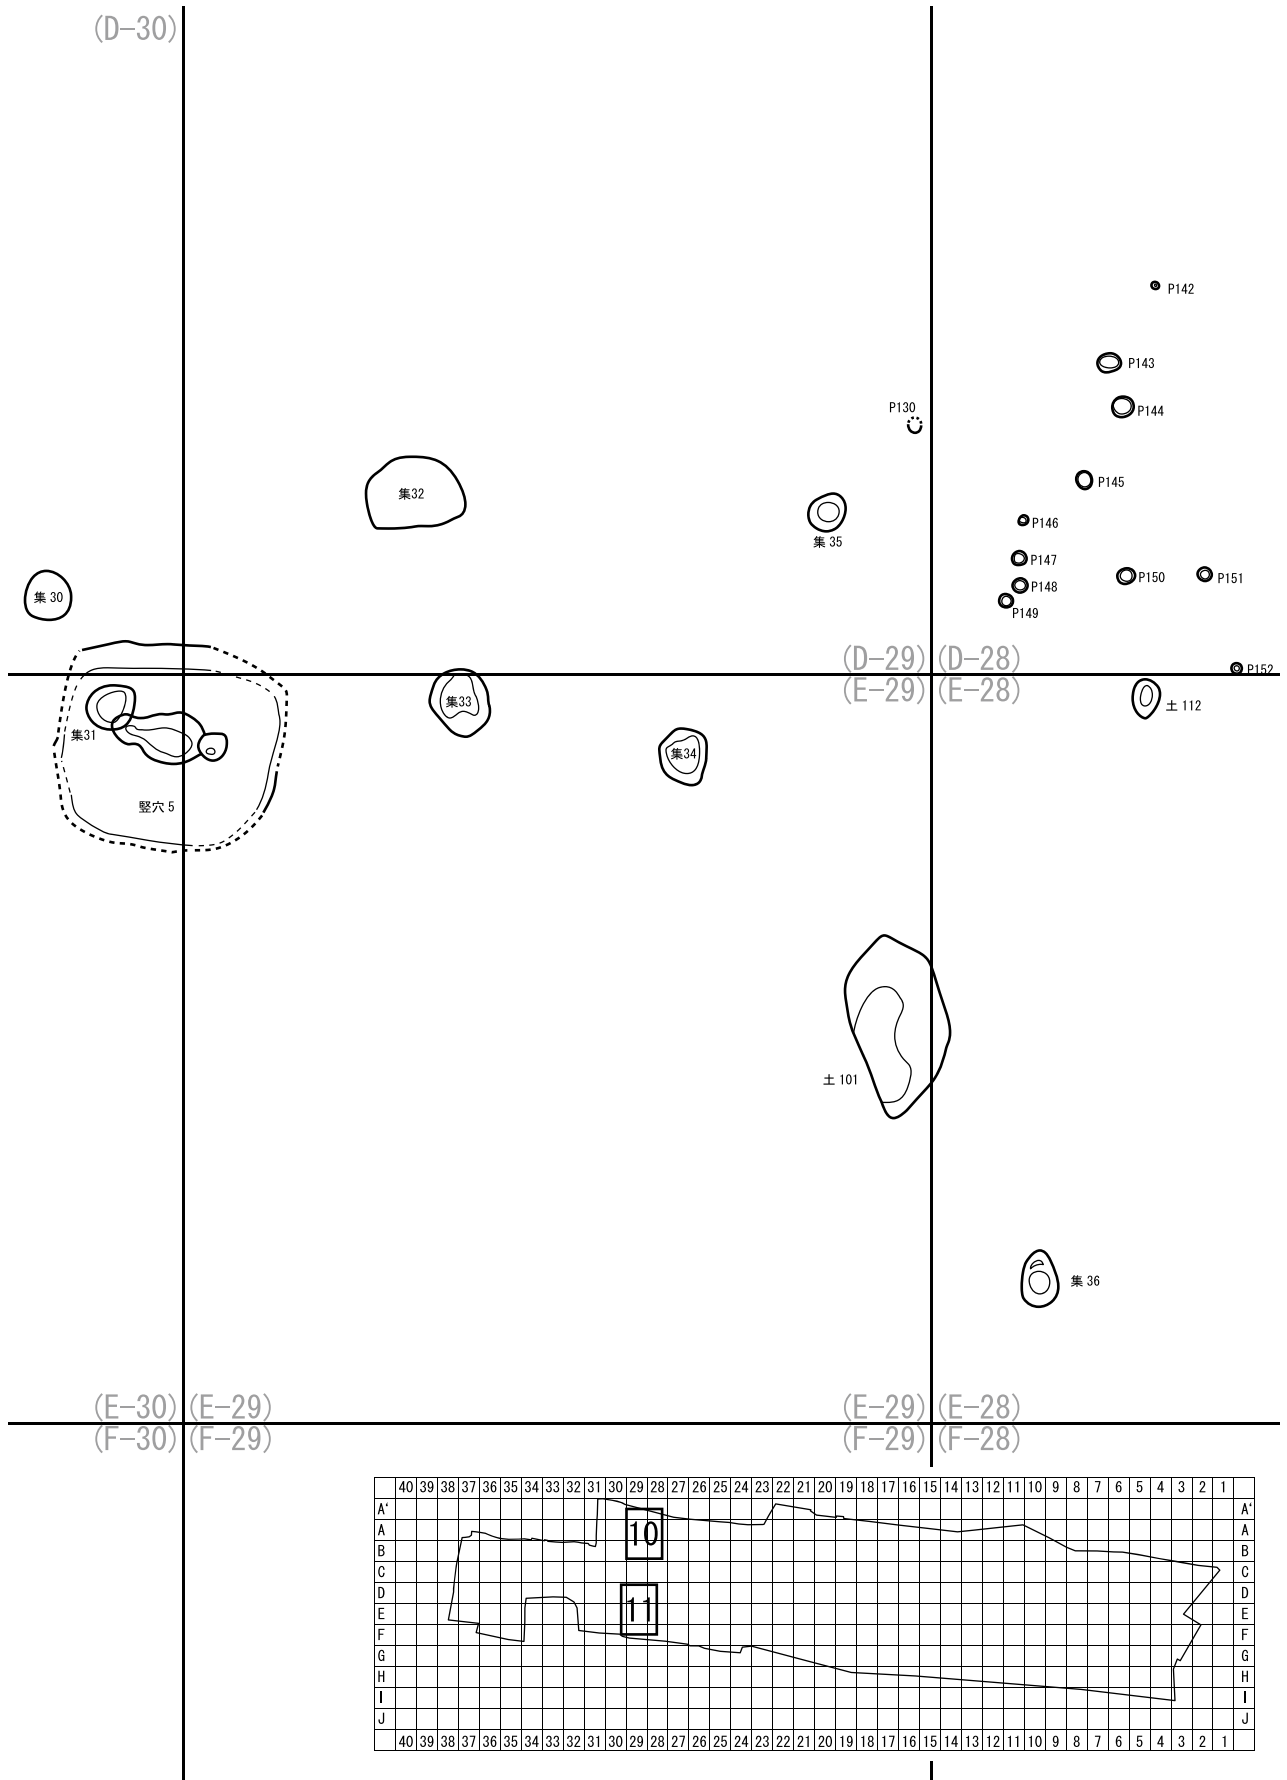 (D-30)
P142
P143
P130
P144
集32
P145
集 35
P146
P147
P150
P151
P148
集 30
P149
(D-29) (D-28)
P152
(E-29) (E-28)
集33
土 112
集31
集34
竪穴 5
土 101
集 36
(E-30) (E-29)
(E-29) (E-28)
(F-30) (F-29)
(F-29) (F-28)
40 39 38 37 36 35 34 33 32 31 30 29 28 27 26 25 24 23 22 21 20 19 18 17 16 15 14 13 12 11 10 9 8 7 6 5 4 3 2 1
A' A'
A 10 A
B B
C C
D D
E 11 E
F F
G G
H H
I I
J J
40 39 38 37 36 35 34 33 32 31 30 29 28 27 26 25 24 23 22 21 20 19 18 17 16 15 14 13 12 11 10 9 8 7 6 5 4 3 2 1